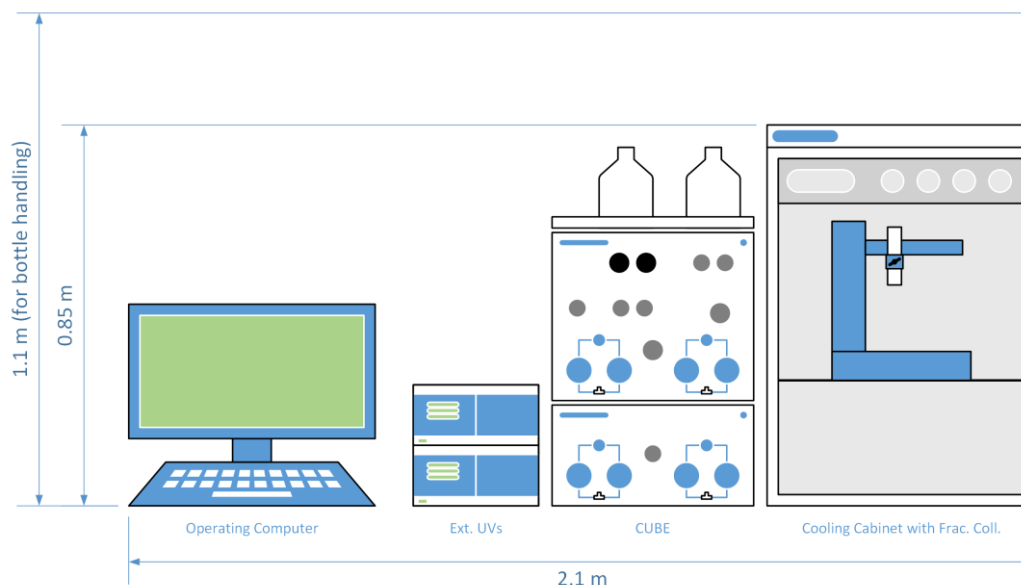 1.1 m (for bottle handling)
0.85 m
Operating Computer
Ext. UVs
CUBE
Cooling Cabinet with Frac. Coll.
2.1 m